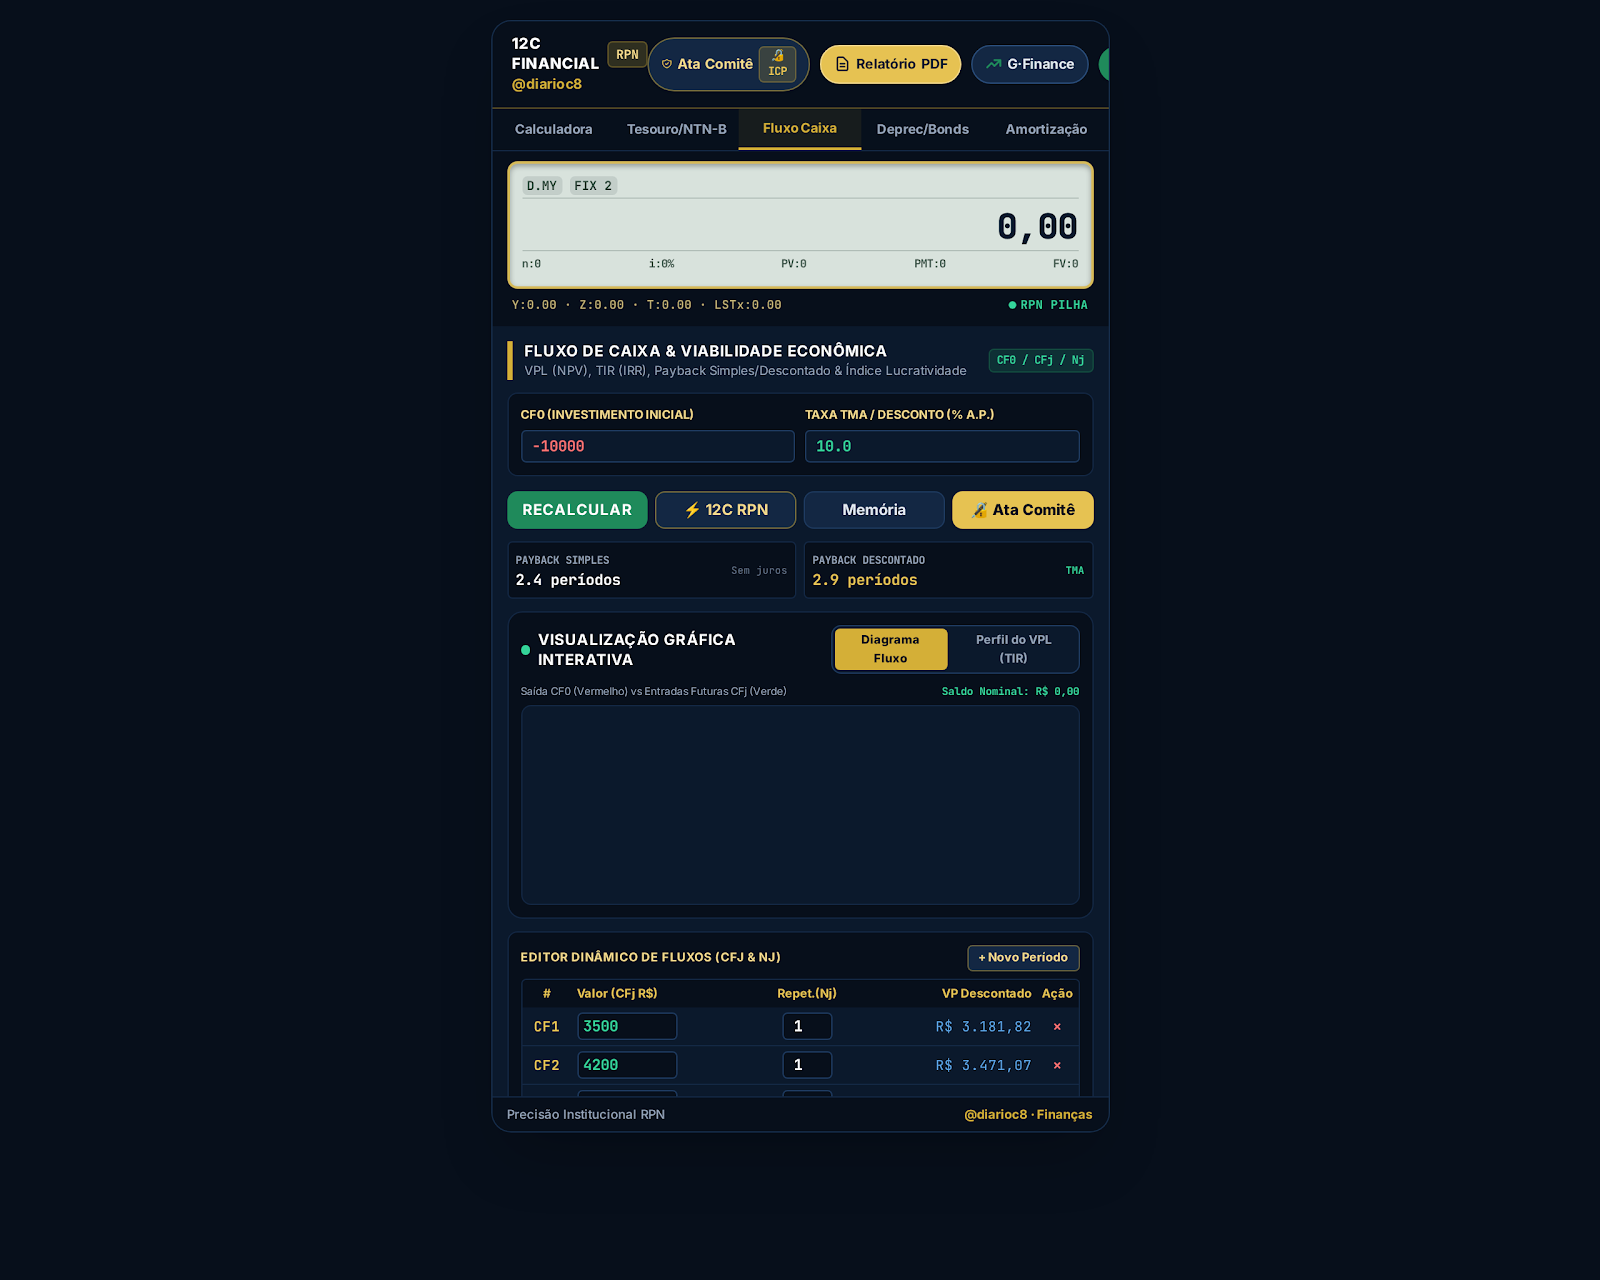 12C
FINANCIAL
@diarioc8
RPN
Ata Comitê
ICP
Relatório PDF
G·Finance
Calculadora
Tesouro/NTN-B
Fluxo Caixa
Deprec/Bonds
Amortização
D.MY FIX 2
0,00
n:0 i:0% PV:0 PMT:0 FV:0
Y:0.00 · Z:0.00 · T:0.00 · LSTx:0.00
RPN PILHA
FLUXO DE CAIXA & VIABILIDADE ECONÔMICA
VPL (NPV), TIR (IRR), Payback Simples/Descontado & Índice Lucratividade
CF0 / CFj / Nj
CF0 (INVESTIMENTO INICIAL)
TAXA TMA / DESCONTO (% A.P.)
-10000
10.0
RECALCULAR
⚡ 12C RPN
Memória
Ata Comitê
PAYBACK SIMPLES
2.4 períodos
Sem juros
PAYBACK DESCONTADO
2.9 períodos
TMA
VISUALIZAÇÃO GRÁFICA
INTERATIVA
Diagrama
Fluxo
Perfil do VPL
(TIR)
Saída CF0 (Vermelho) vs Entradas Futuras CFj (Verde)
Saldo Nominal: R$ 0,00
EDITOR DINÂMICO DE FLUXOS (CFJ & NJ)
+ Novo Período
# Valor (CFj R$) Repet.(Nj) VP Descontado Ação
CF1 3500 1 R$ 3.181,82 ×
CF2 4200 1 R$ 3.471,07 ×
Precisão Institucional RPN
@diarioc8 · Finanças